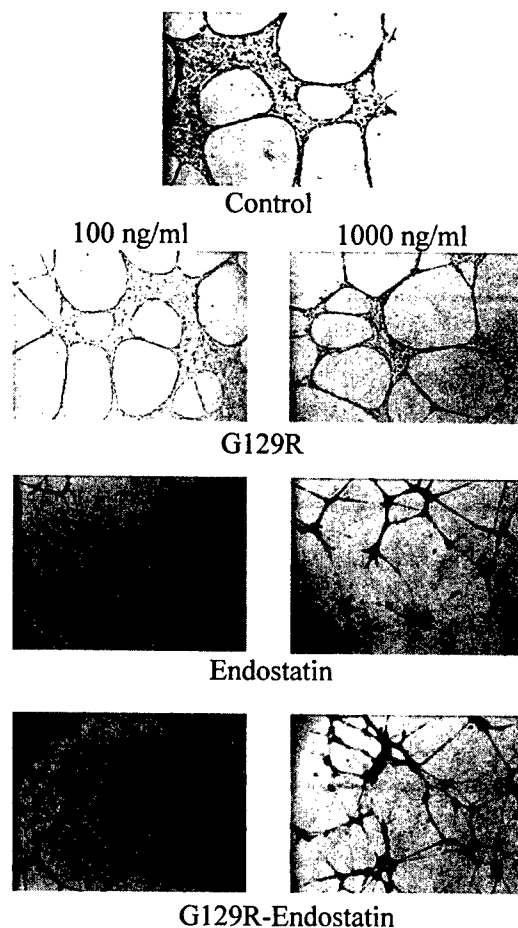 Control
100 ng/ml 1000 ng/ml
G129R
Endostatin
G129R-Endostatin